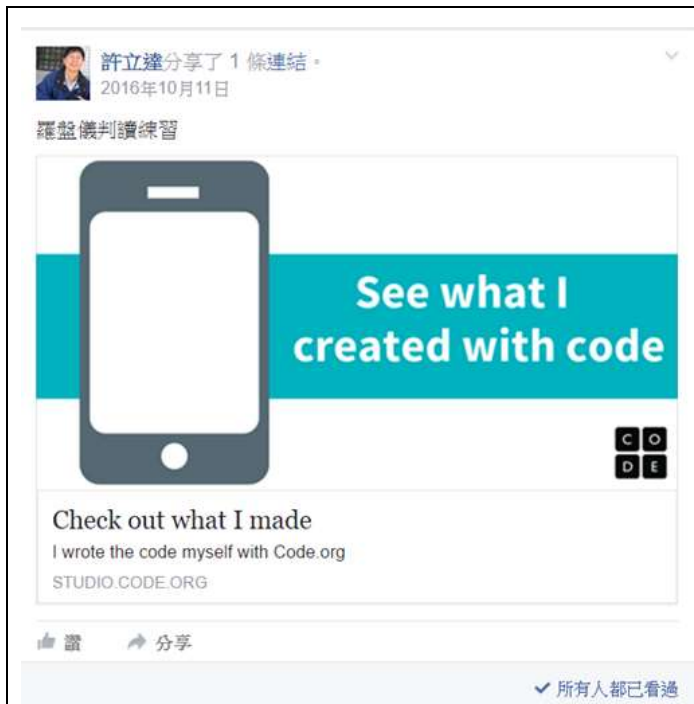 許立達分享了 1 條連結。
2016年10月11日
羅盤儀判讀練習
See what I
created with code
C O
D E
Check out what I made
I wrote the code myself with Code.org
STUDIO.CODE.ORG
讚 分享
所有人都已看過